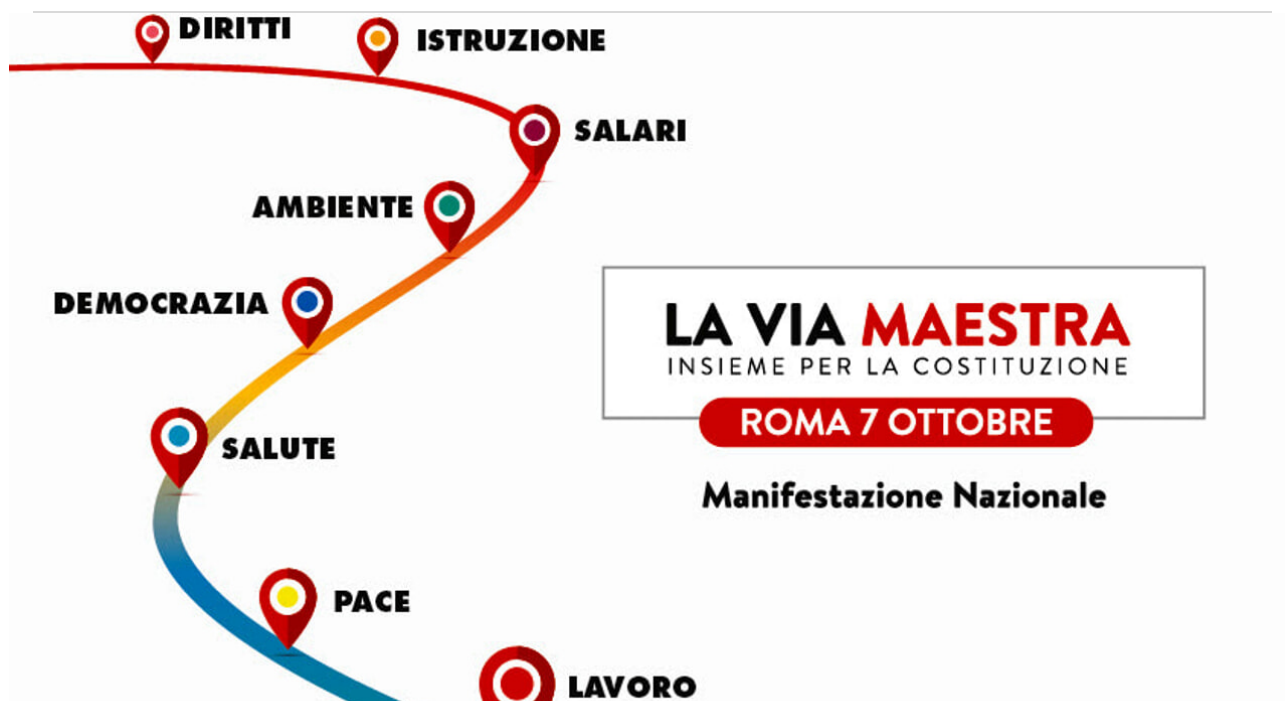 DIRITTI
ISTRUZIONE
SALARI
AMBIENTE
DEMOCRAZIA
SALUTE
PACE
LAVORO
LA VIA MAESTRA
INSIEME PER LA COSTITUZIONE
ROMA 7 OTTOBRE
Manifestazione Nazionale